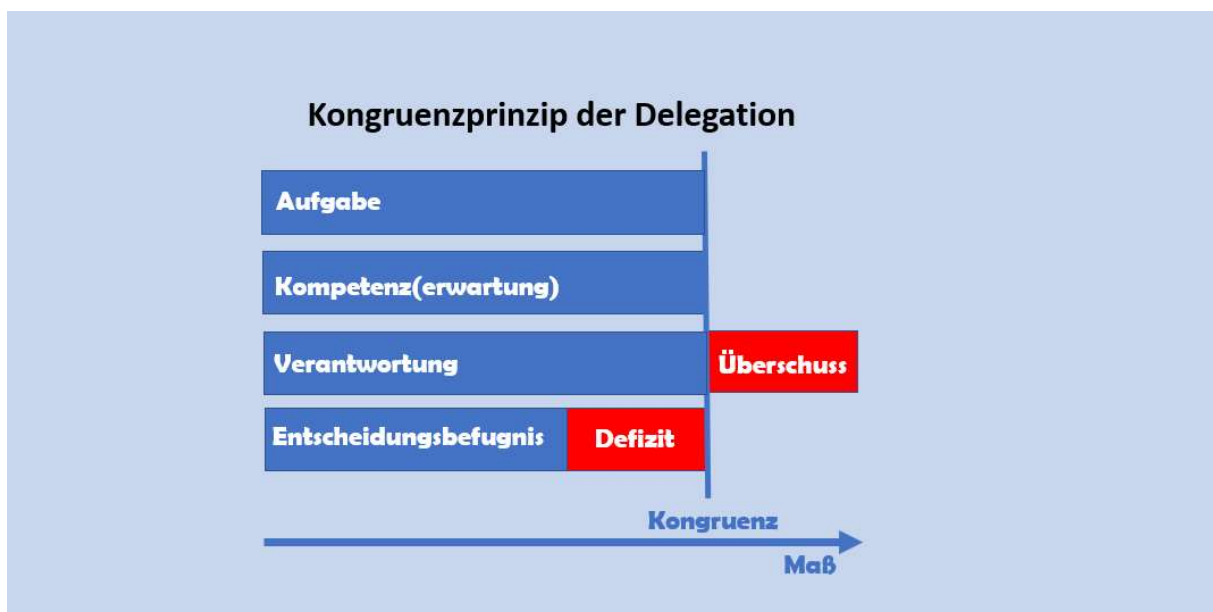 Kongruenzprinzip der Delegation
Aufgabe
Kompetenz(erwartung)
Verantwortung
Überschuss
Entscheidungsbefugnis
Defizit
Kongruenz
Maß